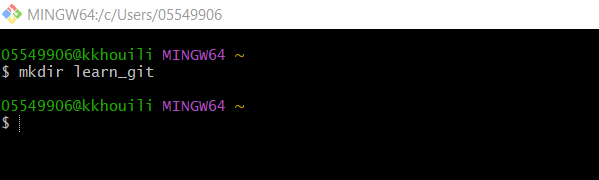 MINGW64:/c/Users/05549906
05549906@kkhouili MINGW64 ~
$ mkdir learn_git
05549906@kkhouili MINGW64 ~
$